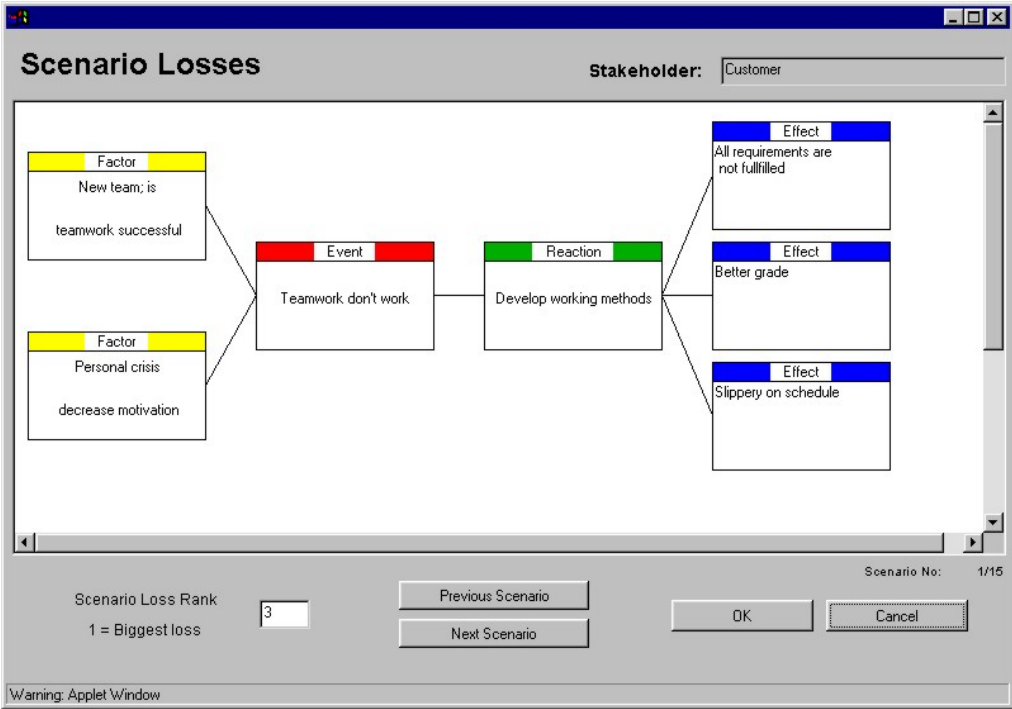 Scenario Losses
Stakeholder:
Customer
Factor
New team; is
teamwork successful
Factor
Personal crisis
decrease motivation
Event
Teamwork don't work
Reaction
Develop working methods
Effect
All requirements are
not fullfilled
Effect
Better grade
Effect
Slippery on schedule
Scenario No: 1/15
Scenario Loss Rank
1 = Biggest loss
3
Previous Scenario
Next Scenario
OK
Cancel
Warning: Applet Window